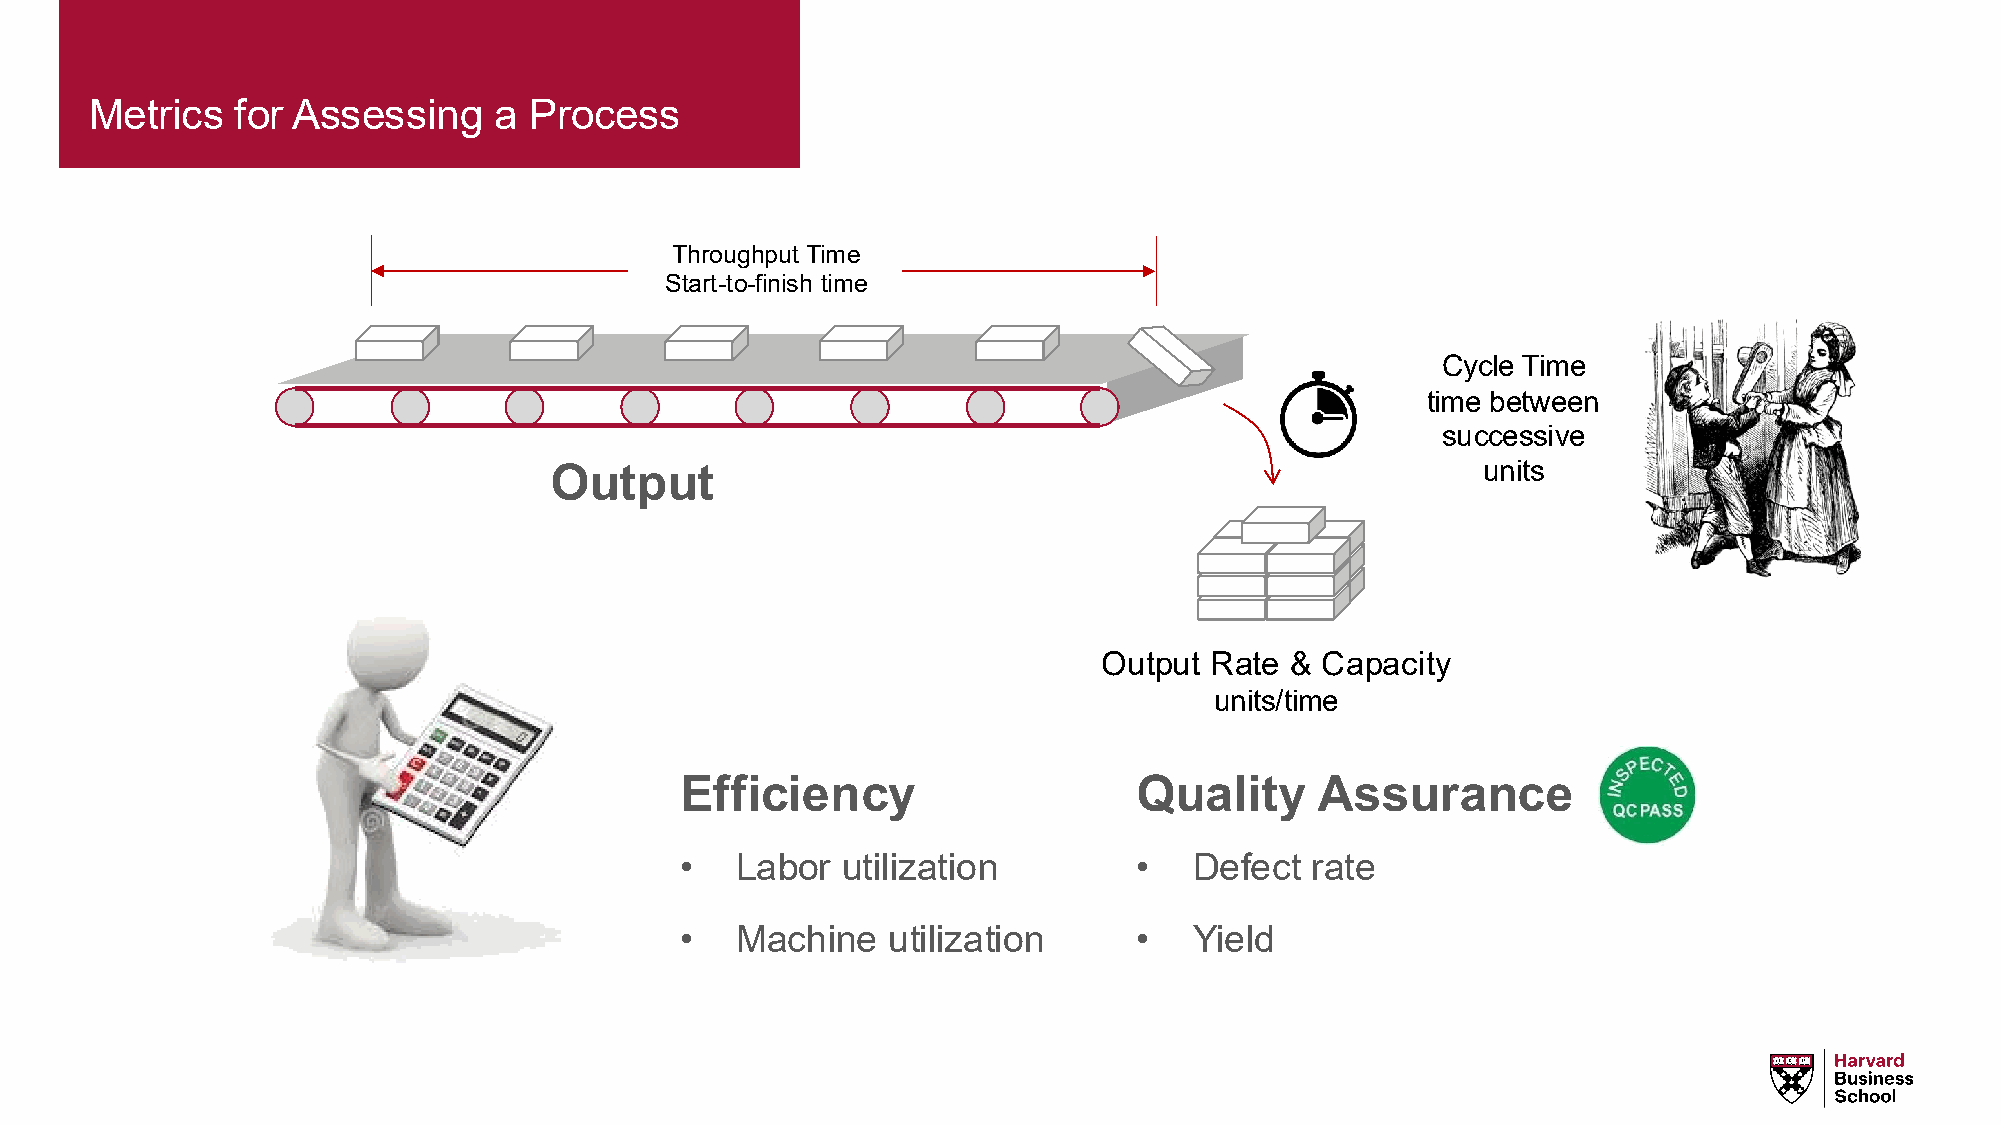 Metrics for Assessing a Process
Throughput Time
Start-to-finish time
Cycle Time
time between
successive
units
Output
Output Rate & Capacity
units/time
Efficiency
• Labor utilization
• Machine utilization
Quality Assurance
• Defect rate
• Yield
INSPECTED
QC PASS
0
Harvard
Business
School